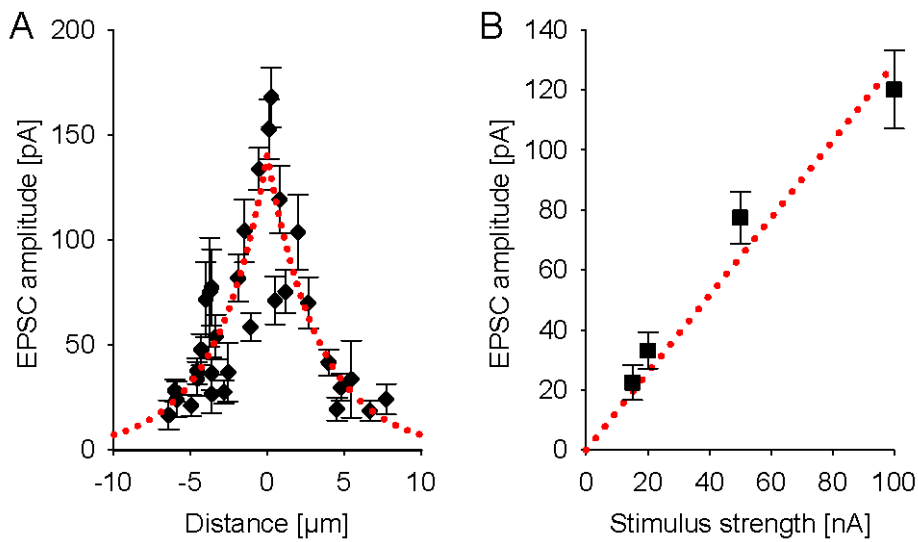 A
EPSC amplitude [pA]
200
150
100
50
0
-10 -5 0 5 10
Distance [µm]
B
EPSC amplitude [pA]
140
120
100
80
60
40
20
0
0 20 40 60 80 100
Stimulus strength [nA]